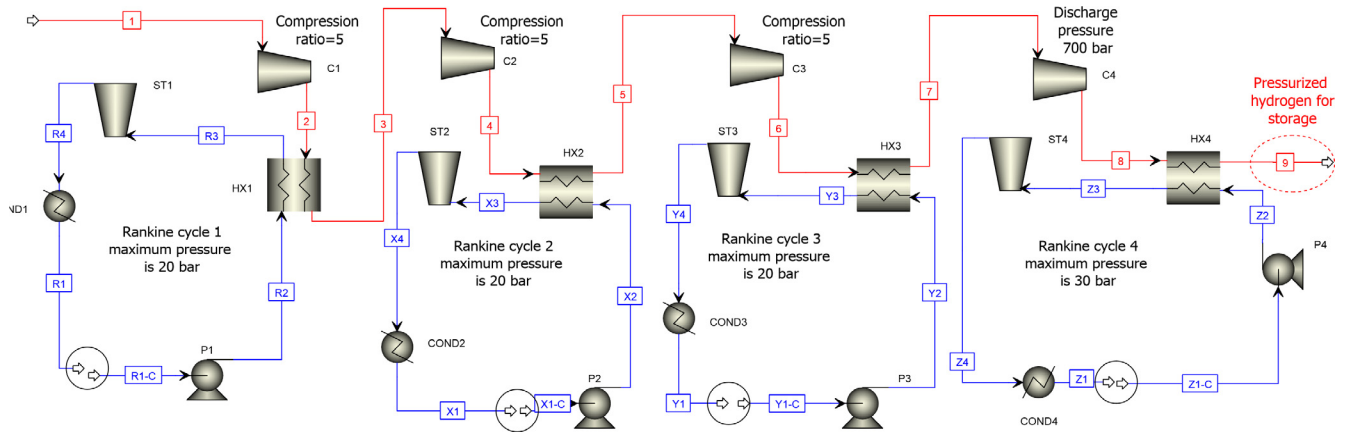 Compression
ratio=5
Compression
ratio=5
Compression
ratio=5
Discharge
pressure
700 bar
1
C1
C2
C3
C4
ST1
2
3
4
5
6
7
8
R4
R3
ST2
HX2
ST3
HX3
ST4
HX4
Pressurized
hydrogen for
storage
9
HX1
X3
Y3
Z3
Z2
ND1
Rankine cycle 1
maximum pressure
is 20 bar
X4
Rankine cycle 2
maximum pressure
is 20 bar
Y4
Rankine cycle 3
maximum pressure
is 20 bar
Rankine cycle 4
maximum pressure
is 30 bar
P4
R1
R2
X2
Y2
COND2
COND3
Z4
P1
R1-C
P2
X1
X1-C
P3
Y1
Y1-C
Z1
Z1-C
COND4